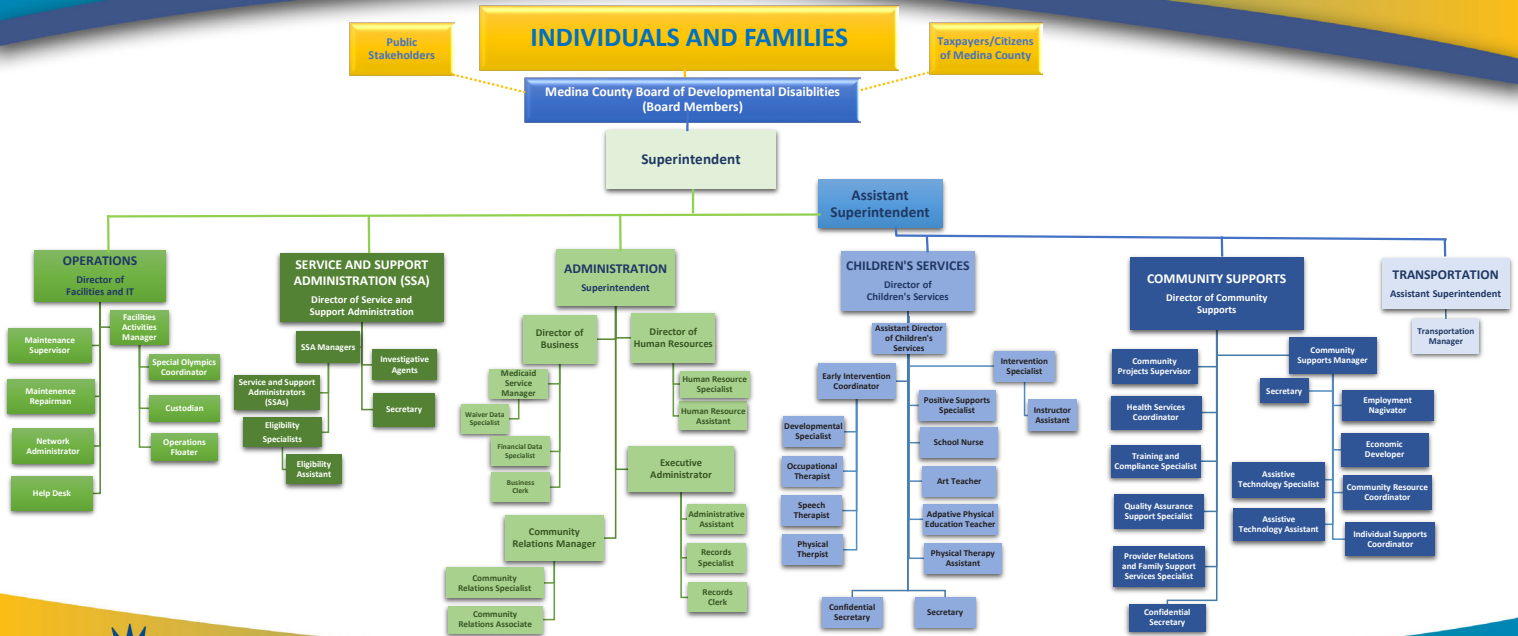 INDIVIDUALS AND FAMILIES
Public
Stakeholders
Taxpayers/Citizens
of Medina County
Medina County Board of Developmental Disaiblities
(Board Members)
Superintendent
Assistant
Superintendent
OPERATIONS
Director of
Facilities and IT
Facilities
Activities
Manager
Maintenance
Supervisor
Special Olympics
Coordinator
Maintenence
Repairman
Custodian
Network
Administrator
Operations
Floater
Help Desk
SERVICE AND SUPPORT
ADMINISTRATION (SSA)
Director of Service and
Support Administration
SSA Managers
Investigative
Agents
Service and Support
Administrators
(SSAs)
Secretary
Eligibility
Specialists
Eligibility
Assistant
ADMINISTRATION
Superintendent
Director of
Business
Director of
Human Resources
Medicaid
Service
Manager
Human Resource
Specialist
Waiver Data
Specialist
Human Resource
Assistant
Financial Data
Specialist
Business
Clerk
Executive
Administrator
Administrative
Assistant
Community
Relations Manager
Records
Specialist
Community
Relations Specialist
Records
Clerk
Community
Relations Associate
CHILDREN'S SERVICES
Director of
Children's Services
Assistant Director
of Children's
Services
Early Intervention
Coordinator
Intervention
Specialist
Positive Supports
Specialist
Instructor
Assistant
Developmental
Specialist
School Nurse
Occupational
Therapist
Art Teacher
Speech
Therapist
Adpative Physical
Education Teacher
Physical
Therpist
Physical Therapy
Assistant
Confidential
Secretary
Secretary
COMMUNITY SUPPORTS
Director of Community
Supports
Community
Projects Supervisor
Community
Supports Manager
Secretary
Health Services
Coordinator
Employment
Nagivator
Training and
Compliance Specialist
Economic
Developer
Assistive
Technology Specialist
Community Resource
Coordinator
Quality Assurance
Support Specialist
Assistive
Technology Assistant
Individual Supports
Coordinator
Provider Relations
and Family Support
Services Specialist
Confidential
Secretary
TRANSPORTATION
Assistant Superintendent
Transportation
Manager